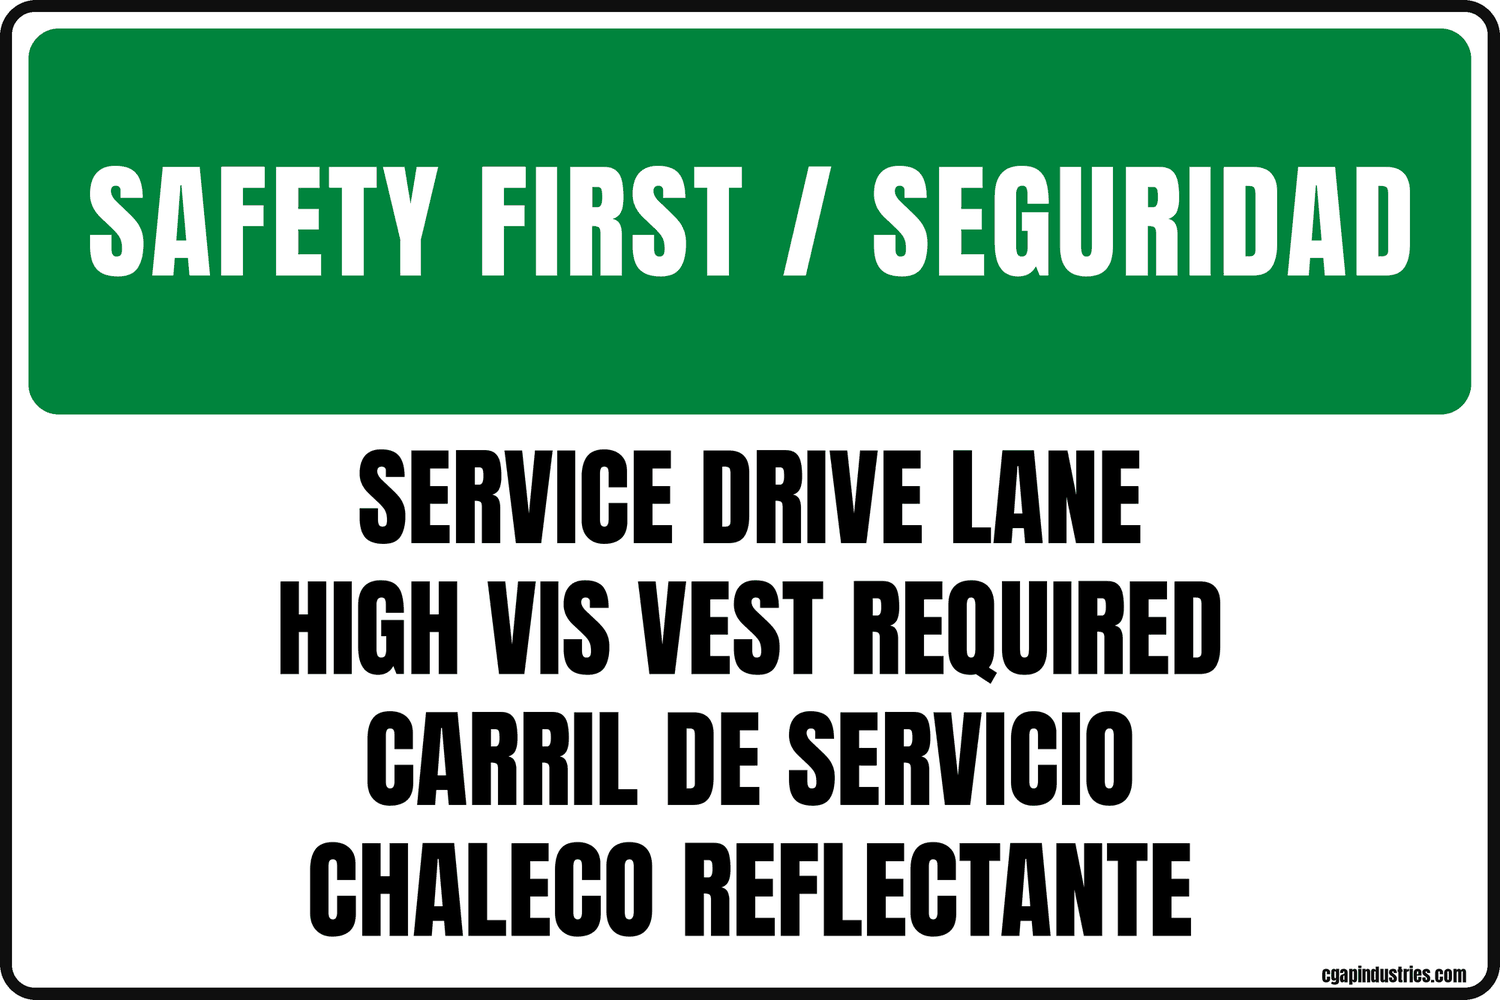 SAFETY FIRST / SEGURIDAD
SERVICE DRIVE LANE
HIGH VIS VEST REQUIRED
CARRIL DE SERVICIO
CHALECO REFLECTANTE
cgapindustries.com